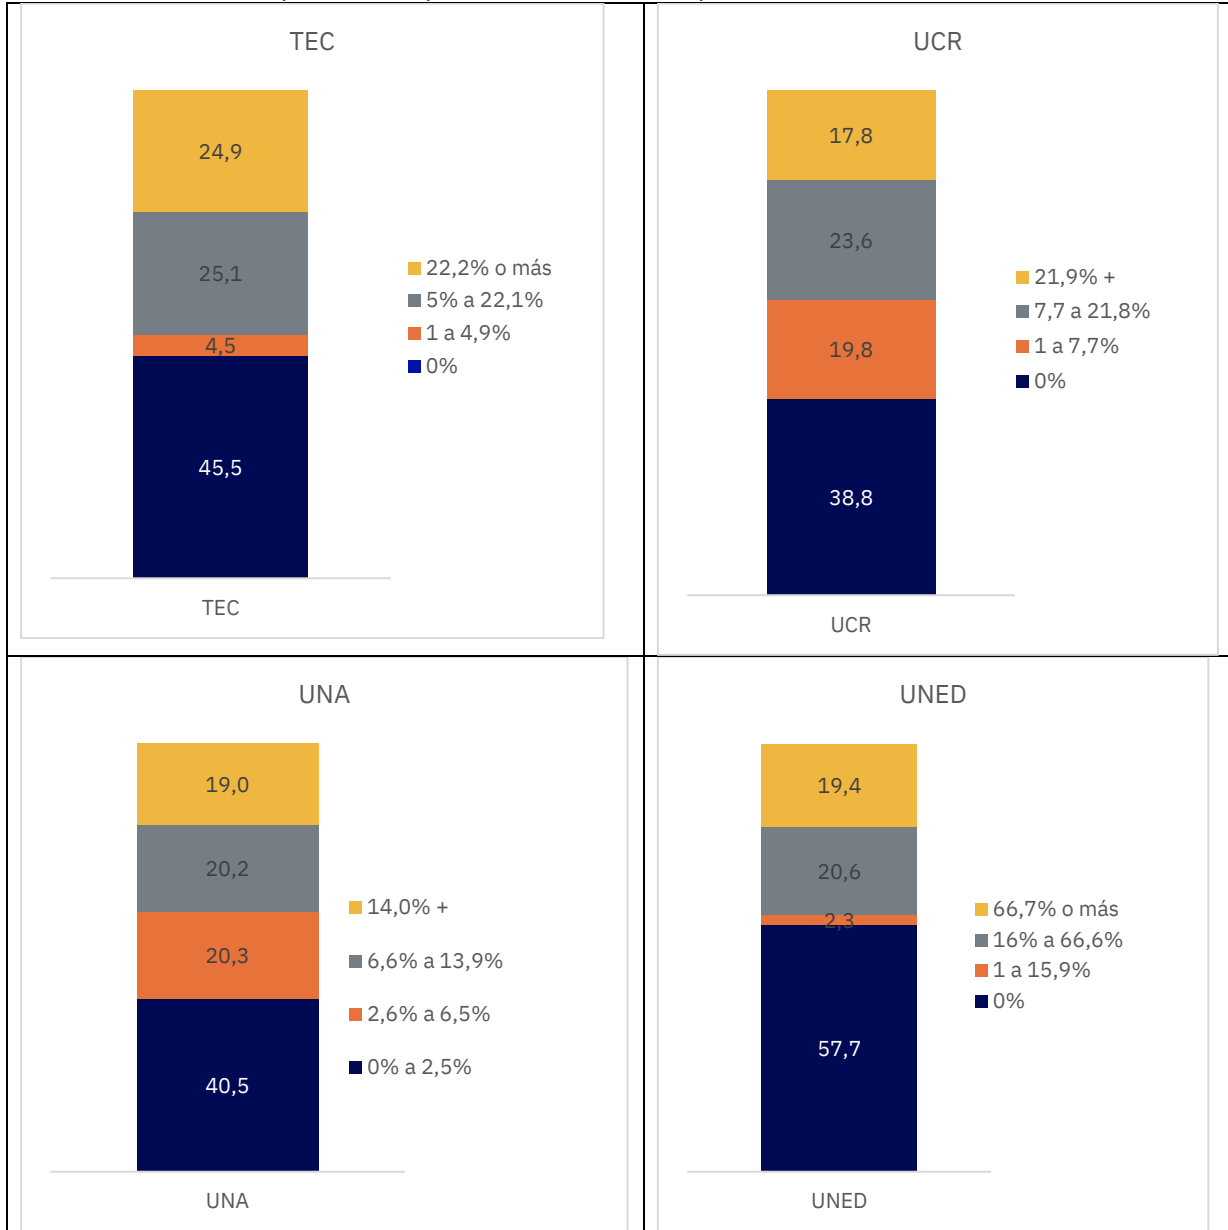 TEC
24,9
25,1
4,5
45,5
22,2% o más
5% a 22,1%
1 a 4,9%
0%
TEC
UCR
17,8
23,6
19,8
38,8
21,9% +
7,7 a 21,8%
1 a 7,7%
0%
UCR
UNA
19,0
20,2
20,3
40,5
14,0% +
6,6% a 13,9%
2,6% a 6,5%
0% a 2,5%
UNA
UNED
19,4
20,6
2,3
57,7
66,7% o más
16% a 66,6%
1 a 15,9%
0%
UNED